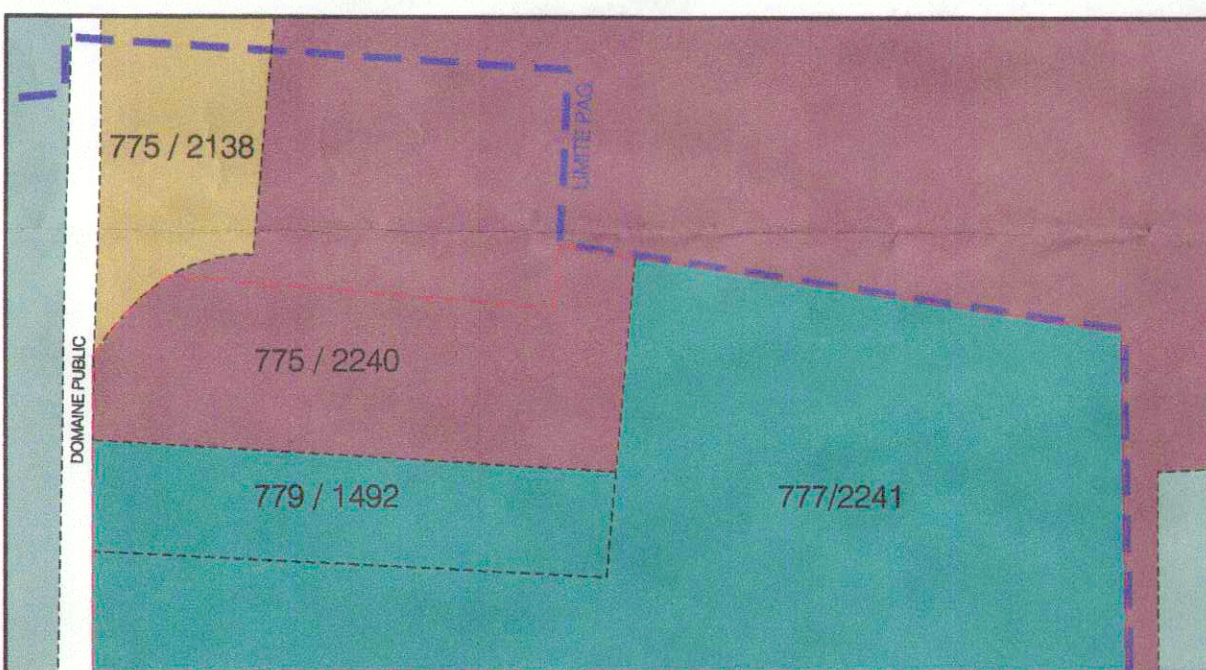 775 / 2138
LIMITE PAG
775 / 2240
DOMAINE PUBLIC
779 / 1492
777/2241